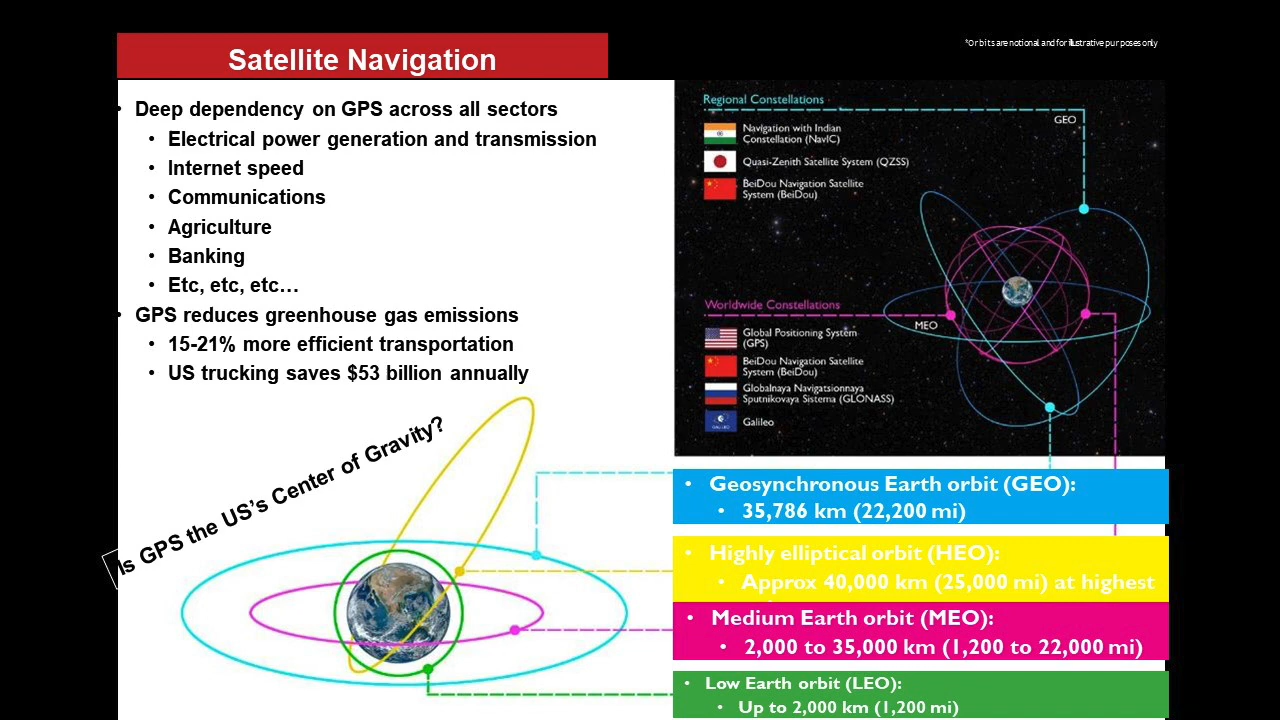 Satellite Navigation
*Orbits are notional and for illustrative purposes only
• Deep dependency on GPS across all sectors
• Electrical power generation and transmission
• Internet speed
• Communications
• Agriculture
• Banking
• Etc, etc, etc…
• GPS reduces greenhouse gas emissions
• 15-21% more efficient transportation
• US trucking saves $53 billion annually
Is GPS the US's Center of Gravity?
Regional Constellations
GEO
Navigation with Indian
Constellation (NavIC)
Quasi-Zenith Satellite System (QZSS)
BeiDou Navigation Satellite
System (BeiDou)
Worldwide Constellations
MEO
Global Positioning System
(GPS)
BeiDou Navigation Satellite
System (BeiDou)
Globalnaya Navigatsionnaya
Sputnikovaya Sistema (GLONASS)
Galileo
• Geosynchronous Earth orbit (GEO):
• 35,786 km (22,200 mi)
• Highly elliptical orbit (HEO):
• Approx 40,000 km (25,000 mi) at highest
• Medium Earth orbit (MEO):
• 2,000 to 35,000 km (1,200 to 22,000 mi)
• Low Earth orbit (LEO):
• Up to 2,000 km (1,200 mi)